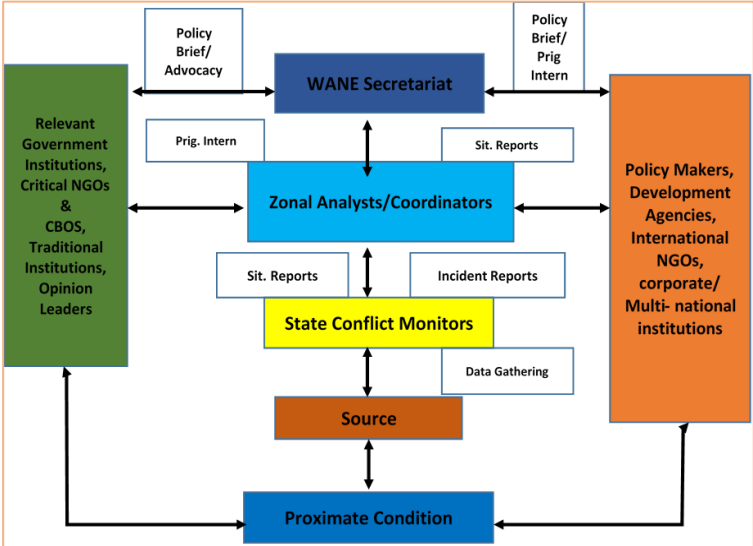 Policy
Brief/
Advocacy
WANE Secretariat
Policy
Brief/
Prig
Intern
Relevant
Government
Institutions,
Critical NGOs
&
CBOS,
Traditional
Institutions,
Opinion
Leaders
Prig. Intern
Sit. Reports
Zonal Analysts/Coordinators
Policy Makers,
Development
Agencies,
International
NGOs,
corporate/
Multi- national
institutions
Sit. Reports
Incident Reports
State Conflict Monitors
Data Gathering
Source
Proximate Condition